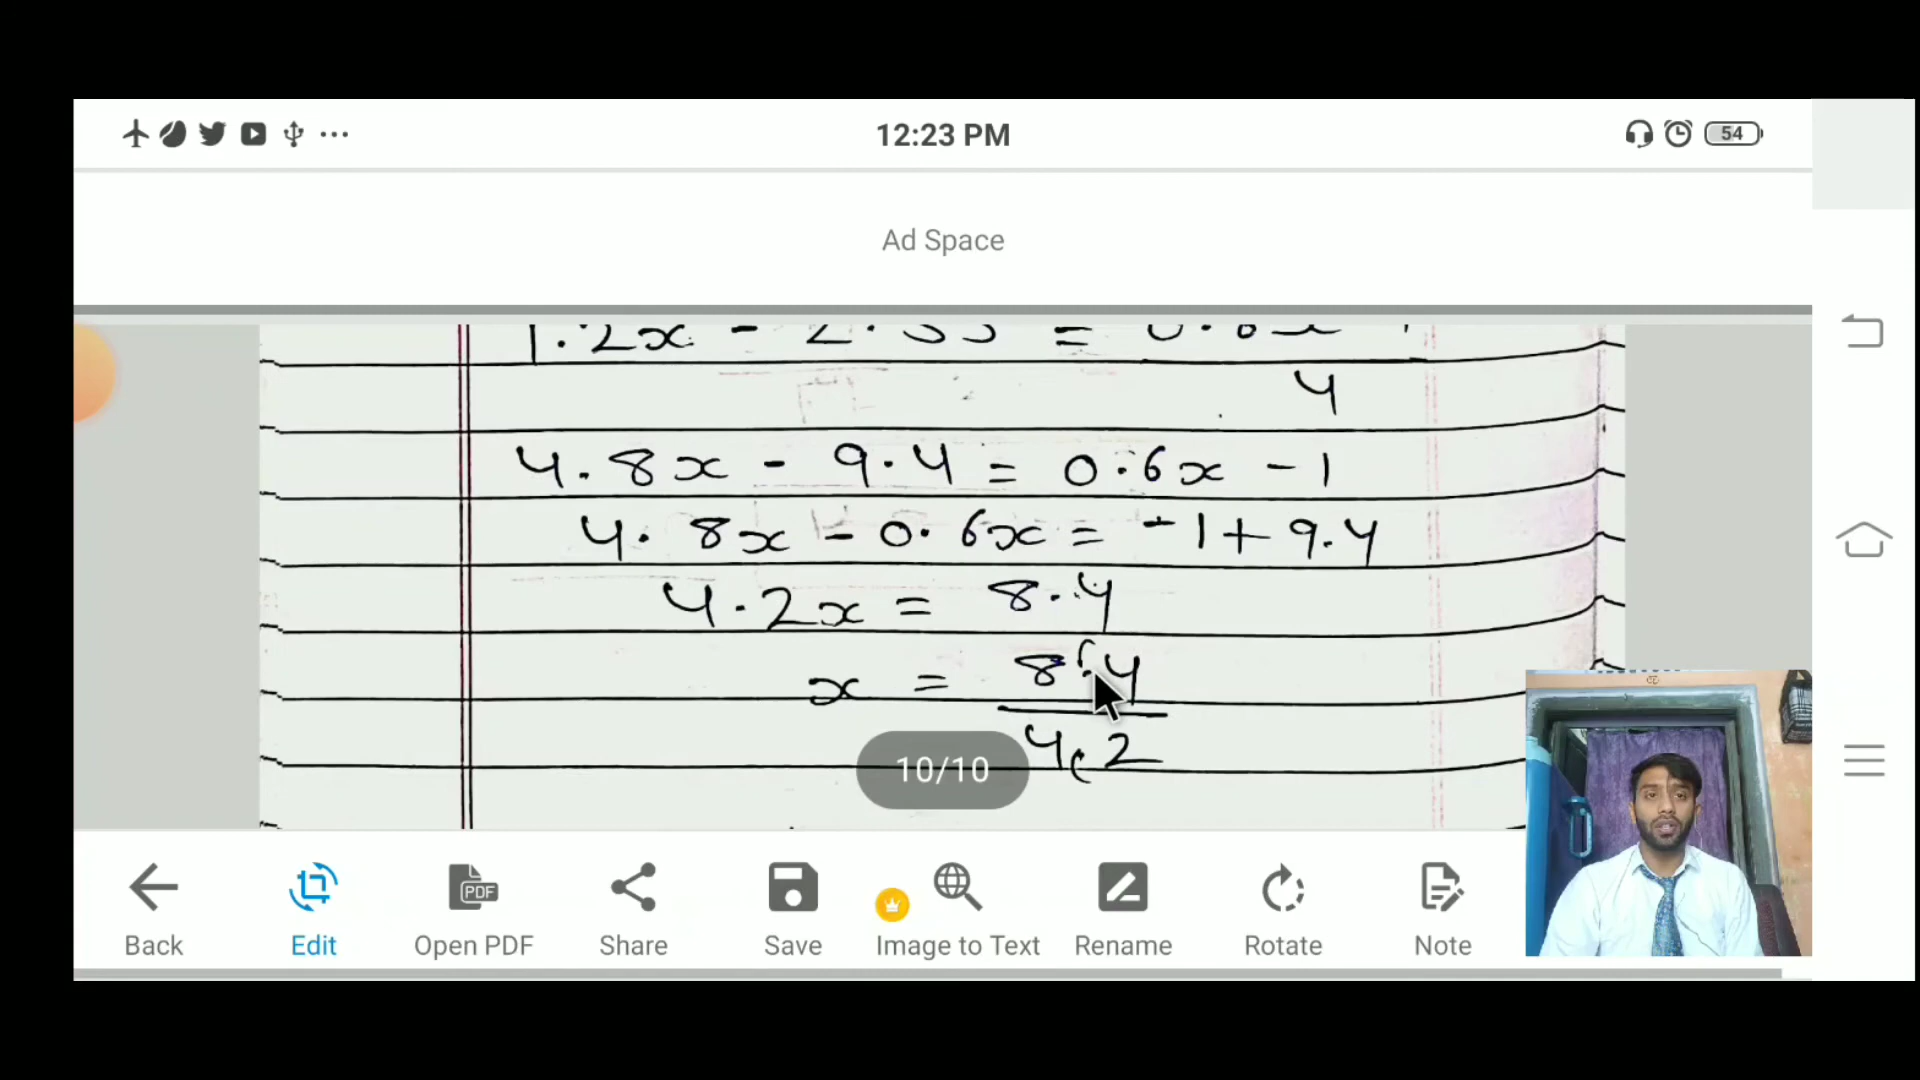 12:23 PM
54
Ad Space
4
4.8x - 9.4 = 0.6x - 1
4.8x - 0.6x = -1 + 9.4
4.2x = 8.4
x = 8.4
4.2
10/10
PDF
Back
Edit
Open PDF
Share
Save
Image to Text
Rename
Rotate
Note